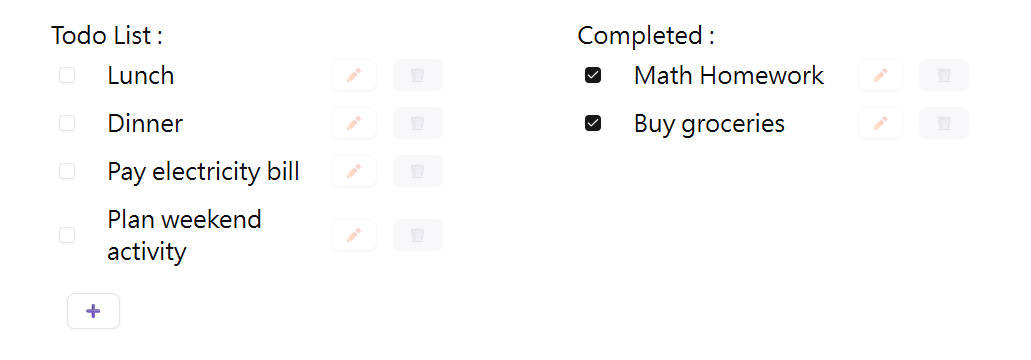 Todo List :
Lunch
Dinner
Pay electricity bill
Plan weekend
activity
Completed :
Math Homework
Buy groceries